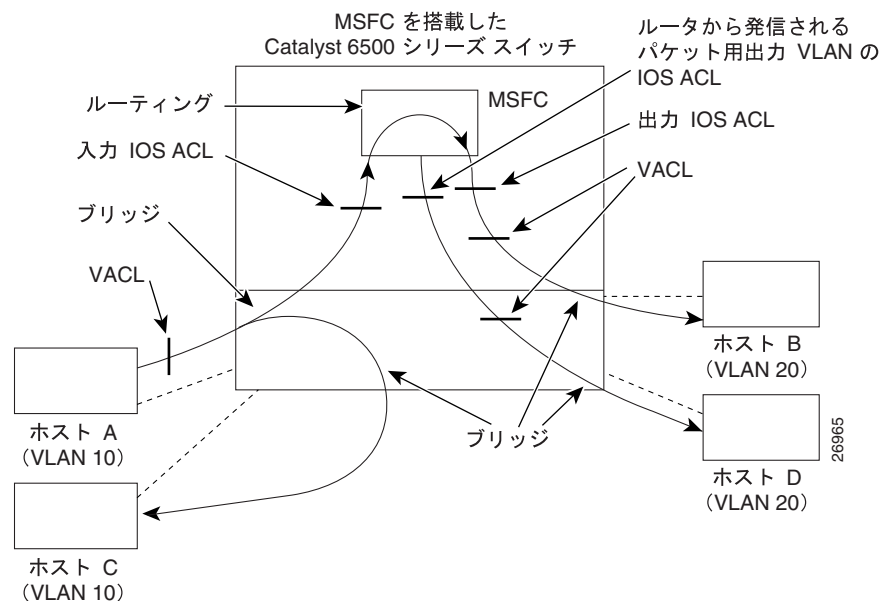 MSFC を搭載した
Catalyst 6500 シリーズ スイッチ
ルータから発信される
パケット用出力 VLAN の
IOS ACL
ルーティング
MSFC
出力 IOS ACL
入力 IOS ACL
VACL
ブリッジ
VACL
ホスト B
(VLAN 20)
ホスト A
(VLAN 10)
ブリッジ
ホスト D
(VLAN 20)
26965
ホスト C
(VLAN 10)